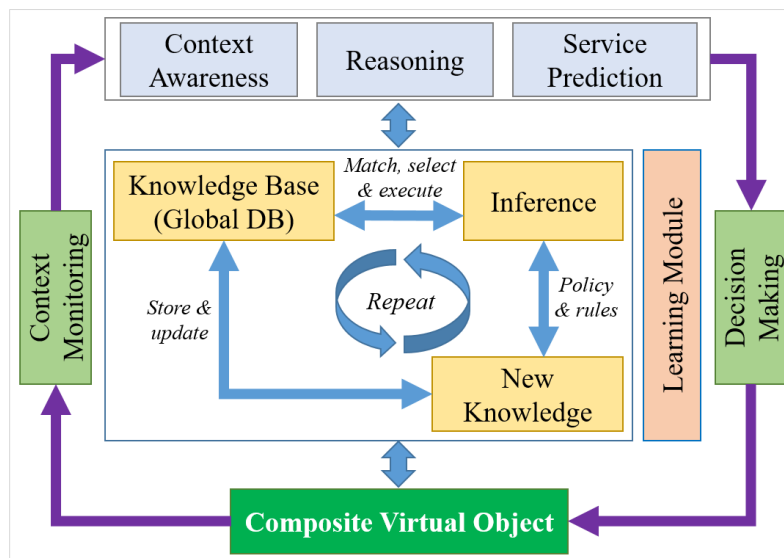 Context
Awareness
Reasoning
Service
Prediction
Knowledge Base
(Global DB)
Match, select
& execute
Inference
Store &
update
Repeat
Policy
& rules
New
Knowledge
Learning Module
Context
Monitoring
Decision
Making
Composite Virtual Object